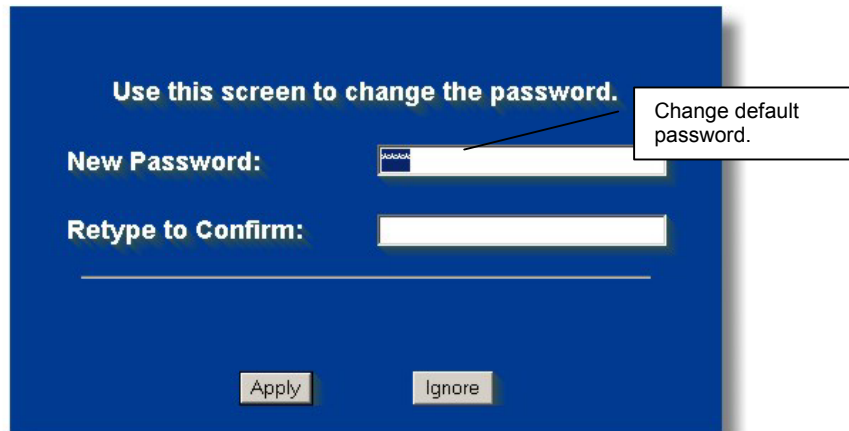 Use this screen to change the password.
Change default
password.
New Password:
Retype to Confirm:
Apply
Ignore